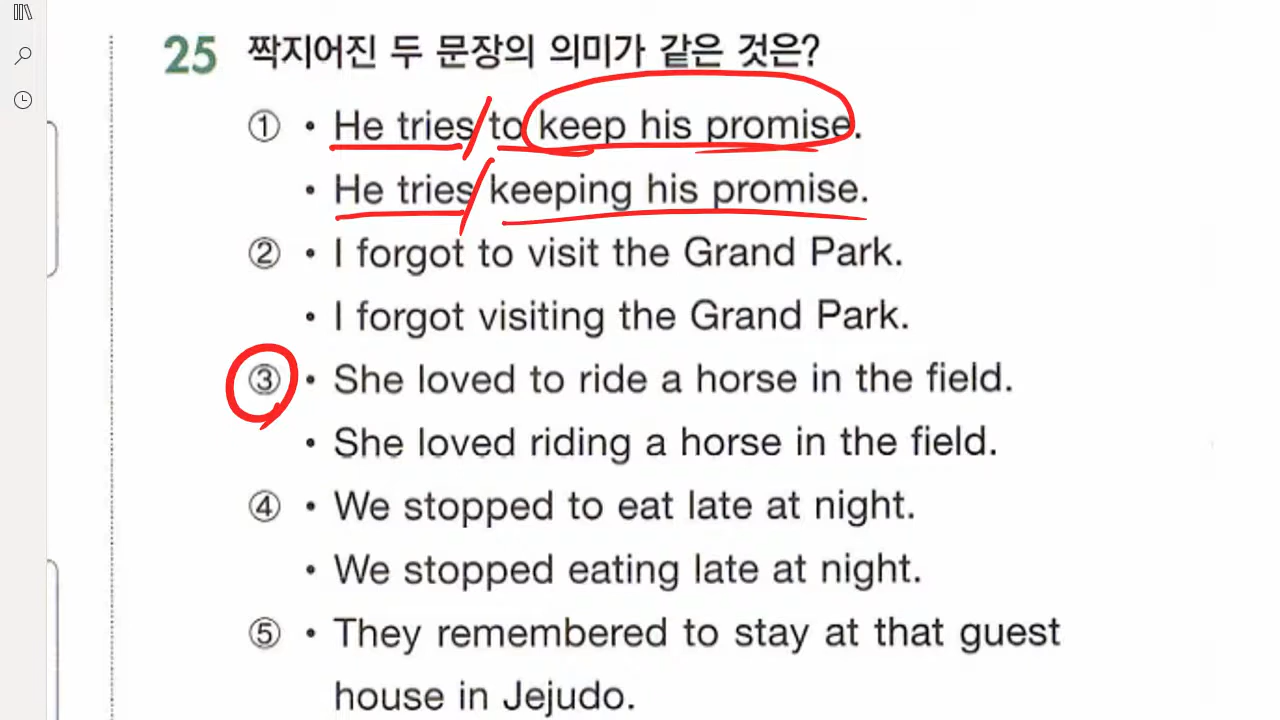 25 짝지어진 두 문장의 의미가 같은 것은?
① • He tries to keep his promise.
• He tries keeping his promise.
② • I forgot to visit the Grand Park.
• I forgot visiting the Grand Park.
③ • She loved to ride a horse in the field.
• She loved riding a horse in the field.
④ • We stopped to eat late at night.
• We stopped eating late at night.
⑤ • They remembered to stay at that guest
house in Jejudo.